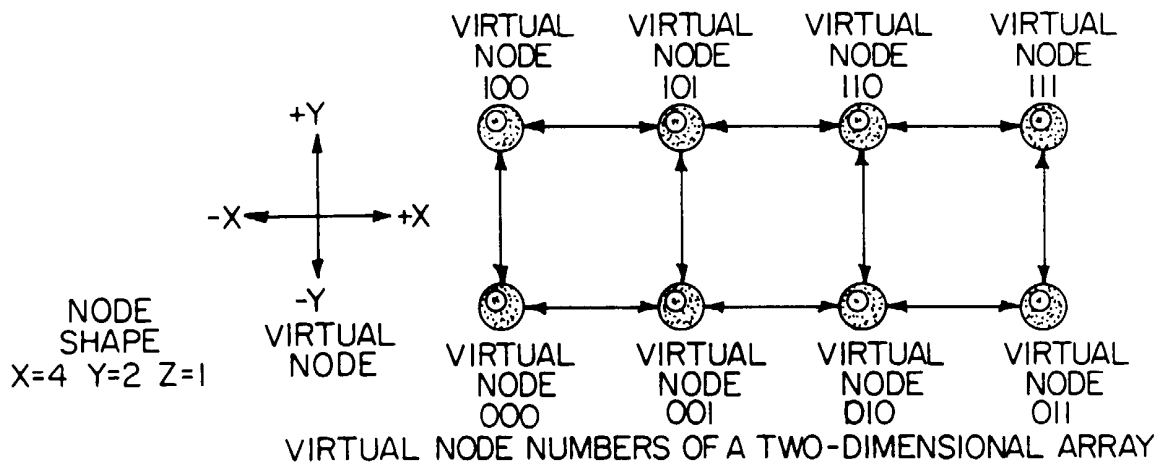 VIRTUAL NODE 100
VIRTUAL NODE 101
VIRTUAL NODE 110
VIRTUAL NODE 111
+Y
-X
+X
-Y
VIRTUAL NODE
NODE
SHAPE
X=4 Y=2 Z=1
VIRTUAL NODE 000
VIRTUAL NODE 001
VIRTUAL NODE 010
VIRTUAL NODE 011
VIRTUAL NODE NUMBERS OF A TWO-DIMENSIONAL ARRAY